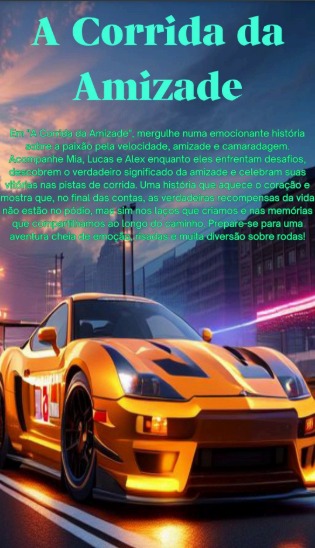 A Corrida da
Amizade
Em "A Corrida da Amizade", mergulhe numa emocionante história
sobre a paixão pela velocidade, amizade e camaradagem.
Acompanhe Mia, Lucas e Alex enquanto eles enfrentam desafios,
descobrem o verdadeiro significado da amizade e celebram suas
vitórias nas pistas de corrida. Uma história que aquece o coração e
mostra que, no final das contas, as verdadeiras recompensas da vida
não estão no pódio, mas sim nos laços que criamos e nas memórias
que compartilhamos ao longo do caminho. Prepare-se para uma
aventura cheia de emoção, risadas e muita diversão sobre rodas!